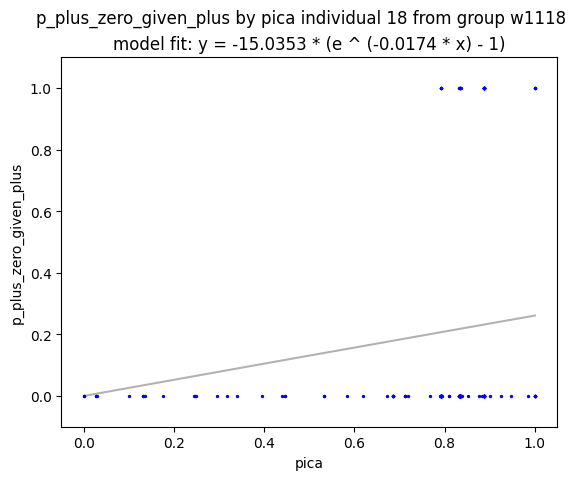 p_plus_zero_given_plus by pica individual 18 from group w1118
model fit: y = -15.0353 * (e ^ (-0.0174 * x) - 1)
1.0
0.8
0.6
0.4
0.2
0.0
p_plus_zero_given_plus
0.0 0.2 0.4 0.6 0.8 1.0
pica